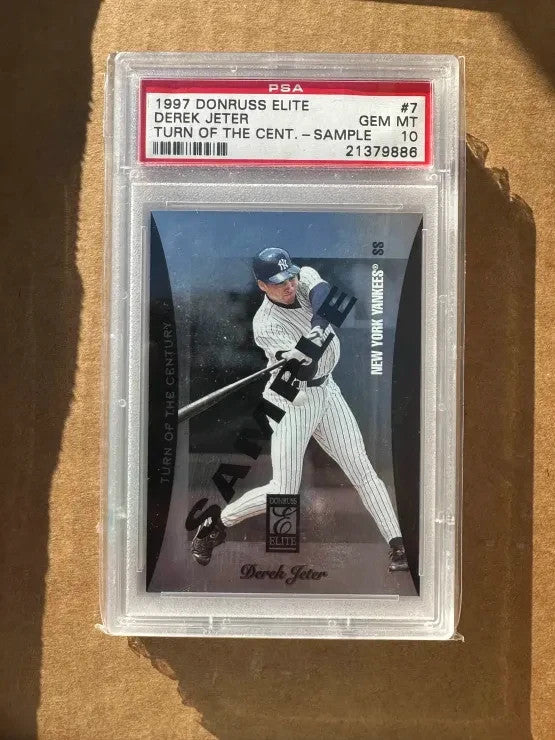 PSA
1997 DONRUSS ELITE #7
DEREK JETER GEM MT
TURN OF THE CENT. - SAMPLE 10
21379886
TURN OF THE CENTURY
NEW YORK YANKEES® SS
SAMPLE
NY
DONRUSS
E
ELITE
Derek Jeter